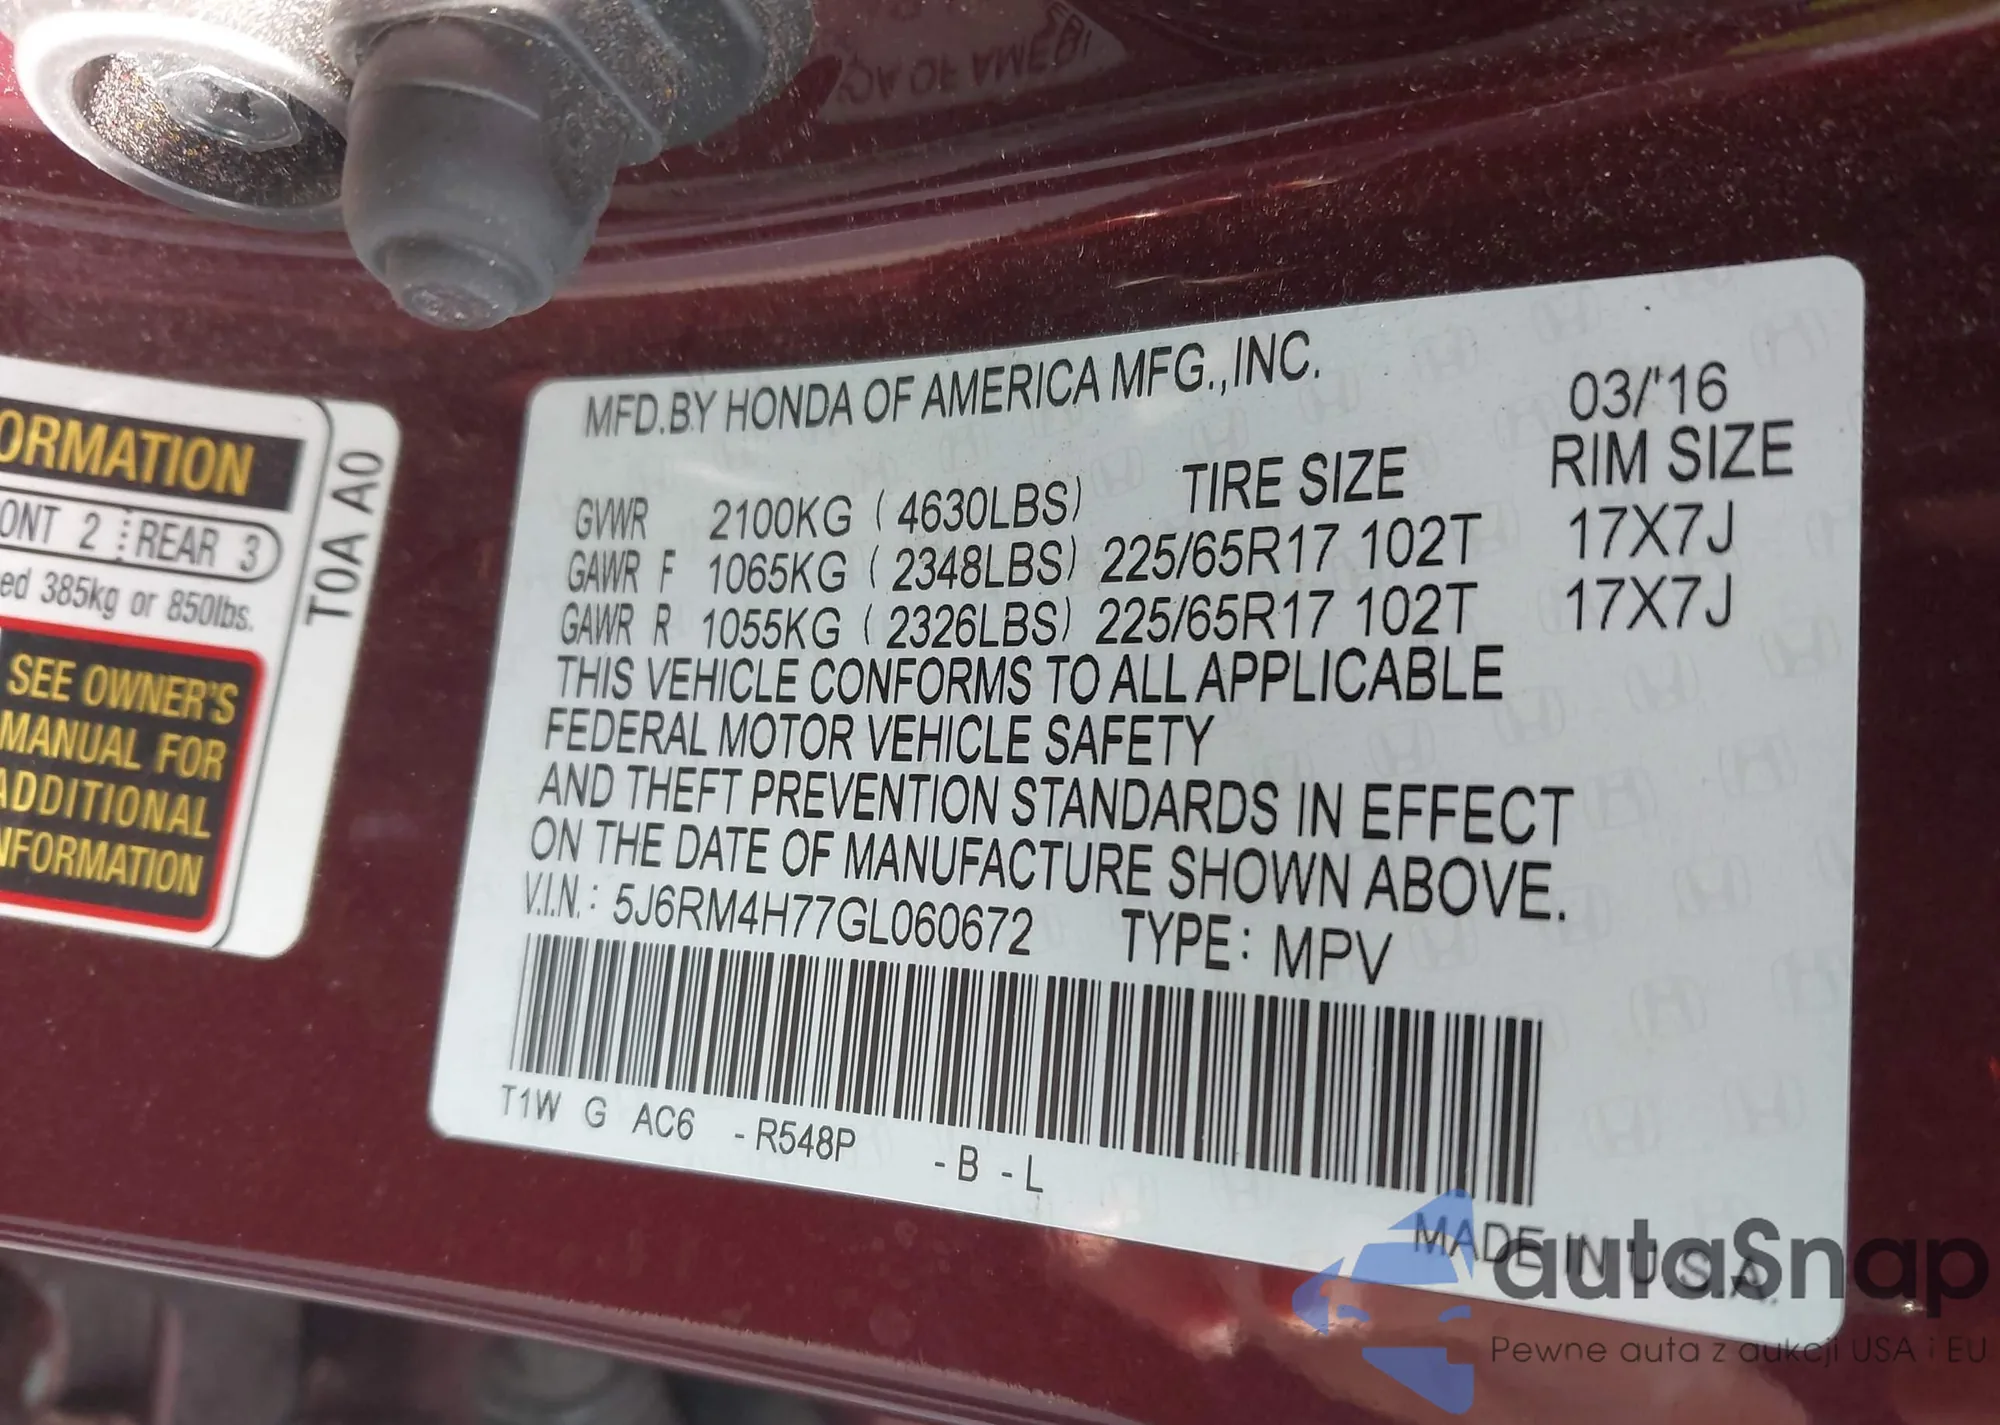 ORMATION
ONT 2 REAR 3
ed 385kg or 850lbs.
SEE OWNER'S
MANUAL FOR
ADDITIONAL
NFORMATION
T0A A0
MFD.BY HONDA OF AMERICA MFG.,INC. 03/'16
TIRE SIZE RIM SIZE
GVWR 2100KG (4630LBS)
GAWR F 1065KG (2348LBS) 225/65R17 102T 17X7J
GAWR R 1055KG (2326LBS) 225/65R17 102T 17X7J
THIS VEHICLE CONFORMS TO ALL APPLICABLE
FEDERAL MOTOR VEHICLE SAFETY
AND THEFT PREVENTION STANDARDS IN EFFECT
ON THE DATE OF MANUFACTURE SHOWN ABOVE.
V.I.N.: 5J6RM4H77GL060672 TYPE: MPV
T1W G AC6 -R548P -B -L
MADE IN U.S.A.
autaSnap
Pewne auta z aukcji USA i EU